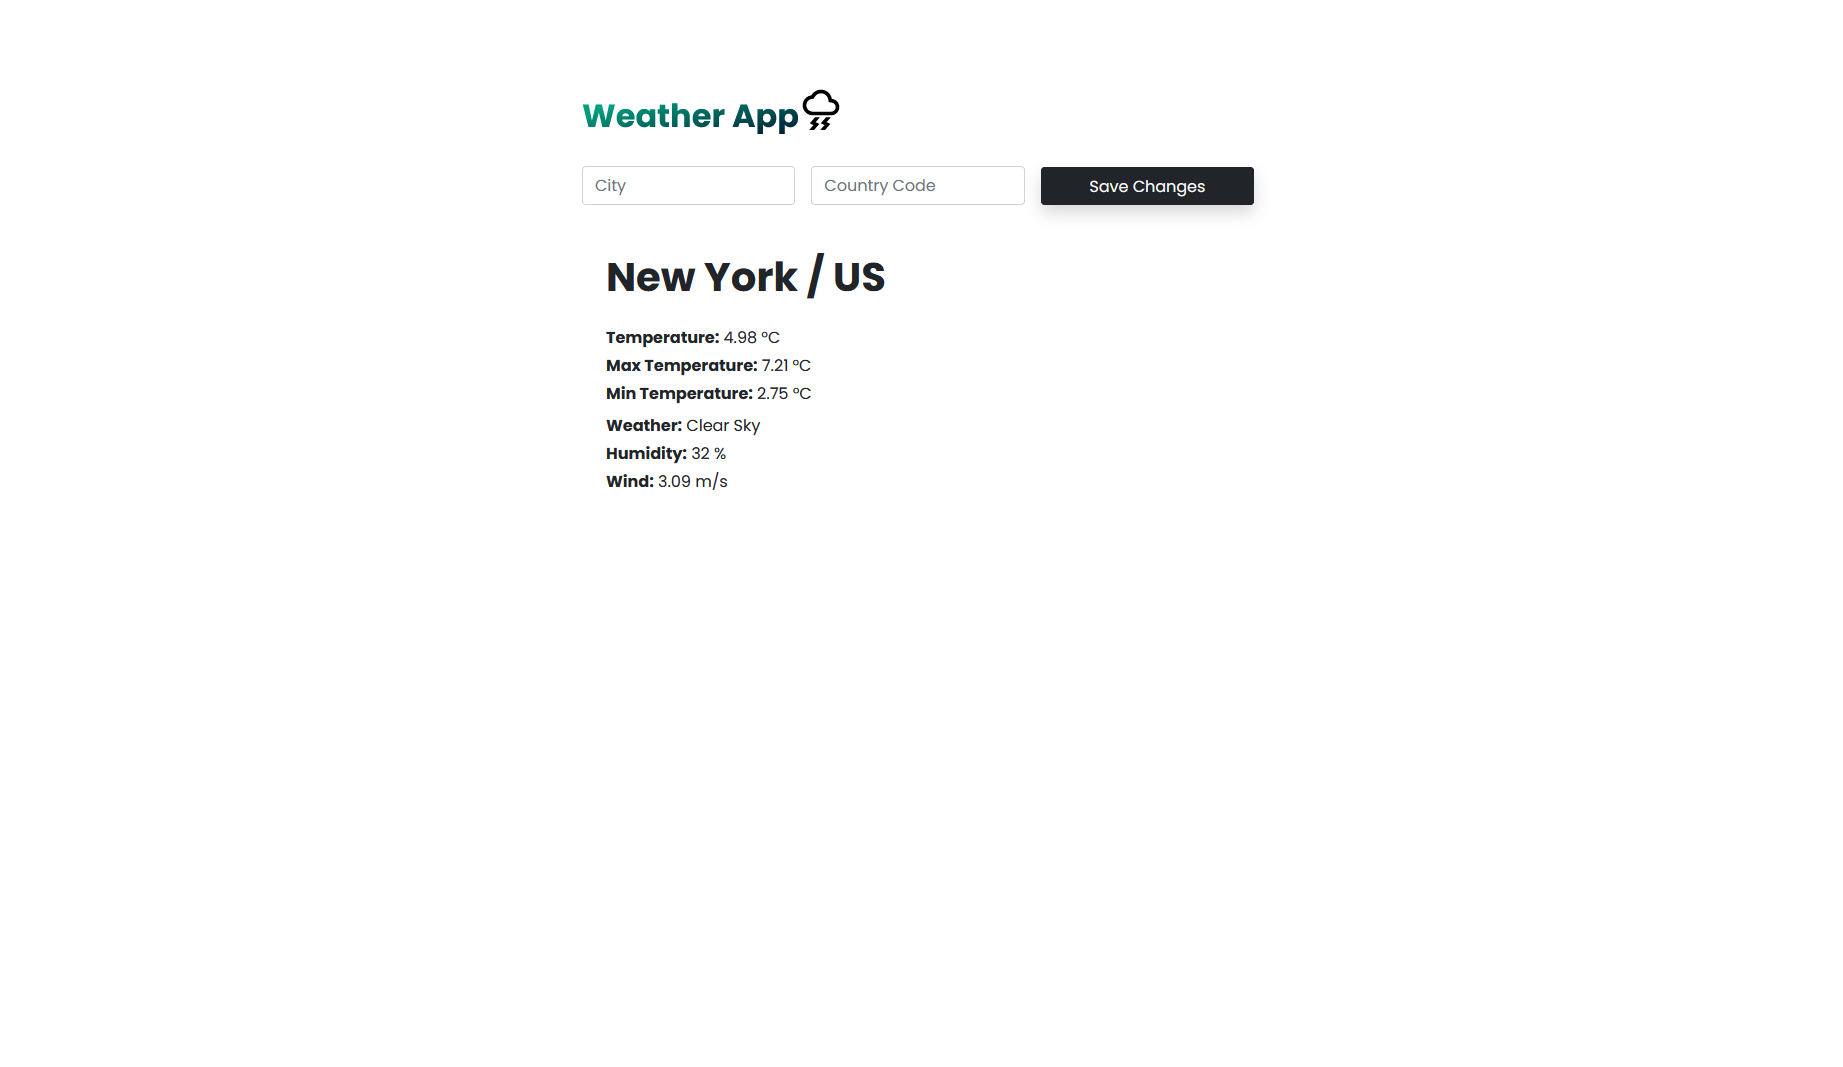 Weather App
City
Country Code
Save Changes
New York / US
Temperature: 4.98 °C
Max Temperature: 7.21 °C
Min Temperature: 2.75 °C
Weather: Clear Sky
Humidity: 32 %
Wind: 3.09 m/s